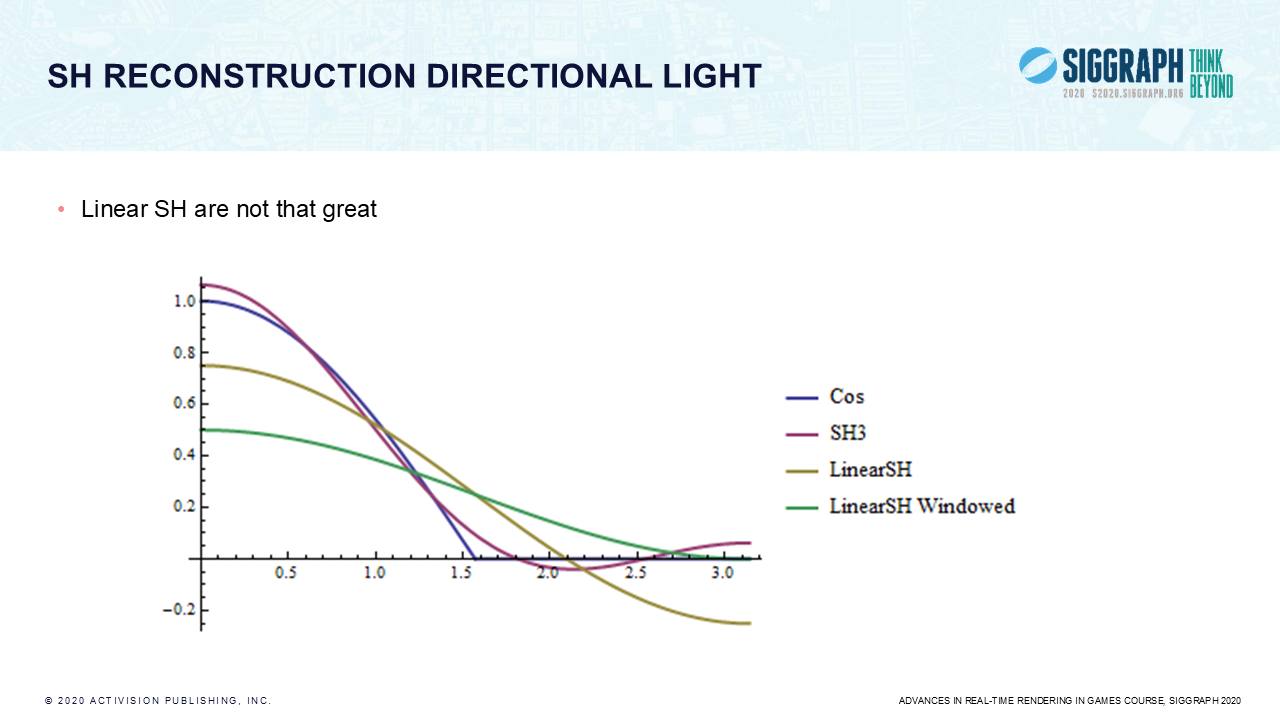 SH RECONSTRUCTION DIRECTIONAL LIGHT
SIGGRAPH
THINK
BEYOND
2020 S2020.SIGGRAPH.ORG
• Linear SH are not that great
1.0
0.8
0.6
0.4
0.2
−0.2
0.5 1.0 1.5 2.0 2.5 3.0
Cos
SH3
LinearSH
LinearSH Windowed
© 2020 ACTIVISION PUBLISHING, INC.
ADVANCES IN REAL-TIME RENDERING IN GAMES COURSE, SIGGRAPH 2020